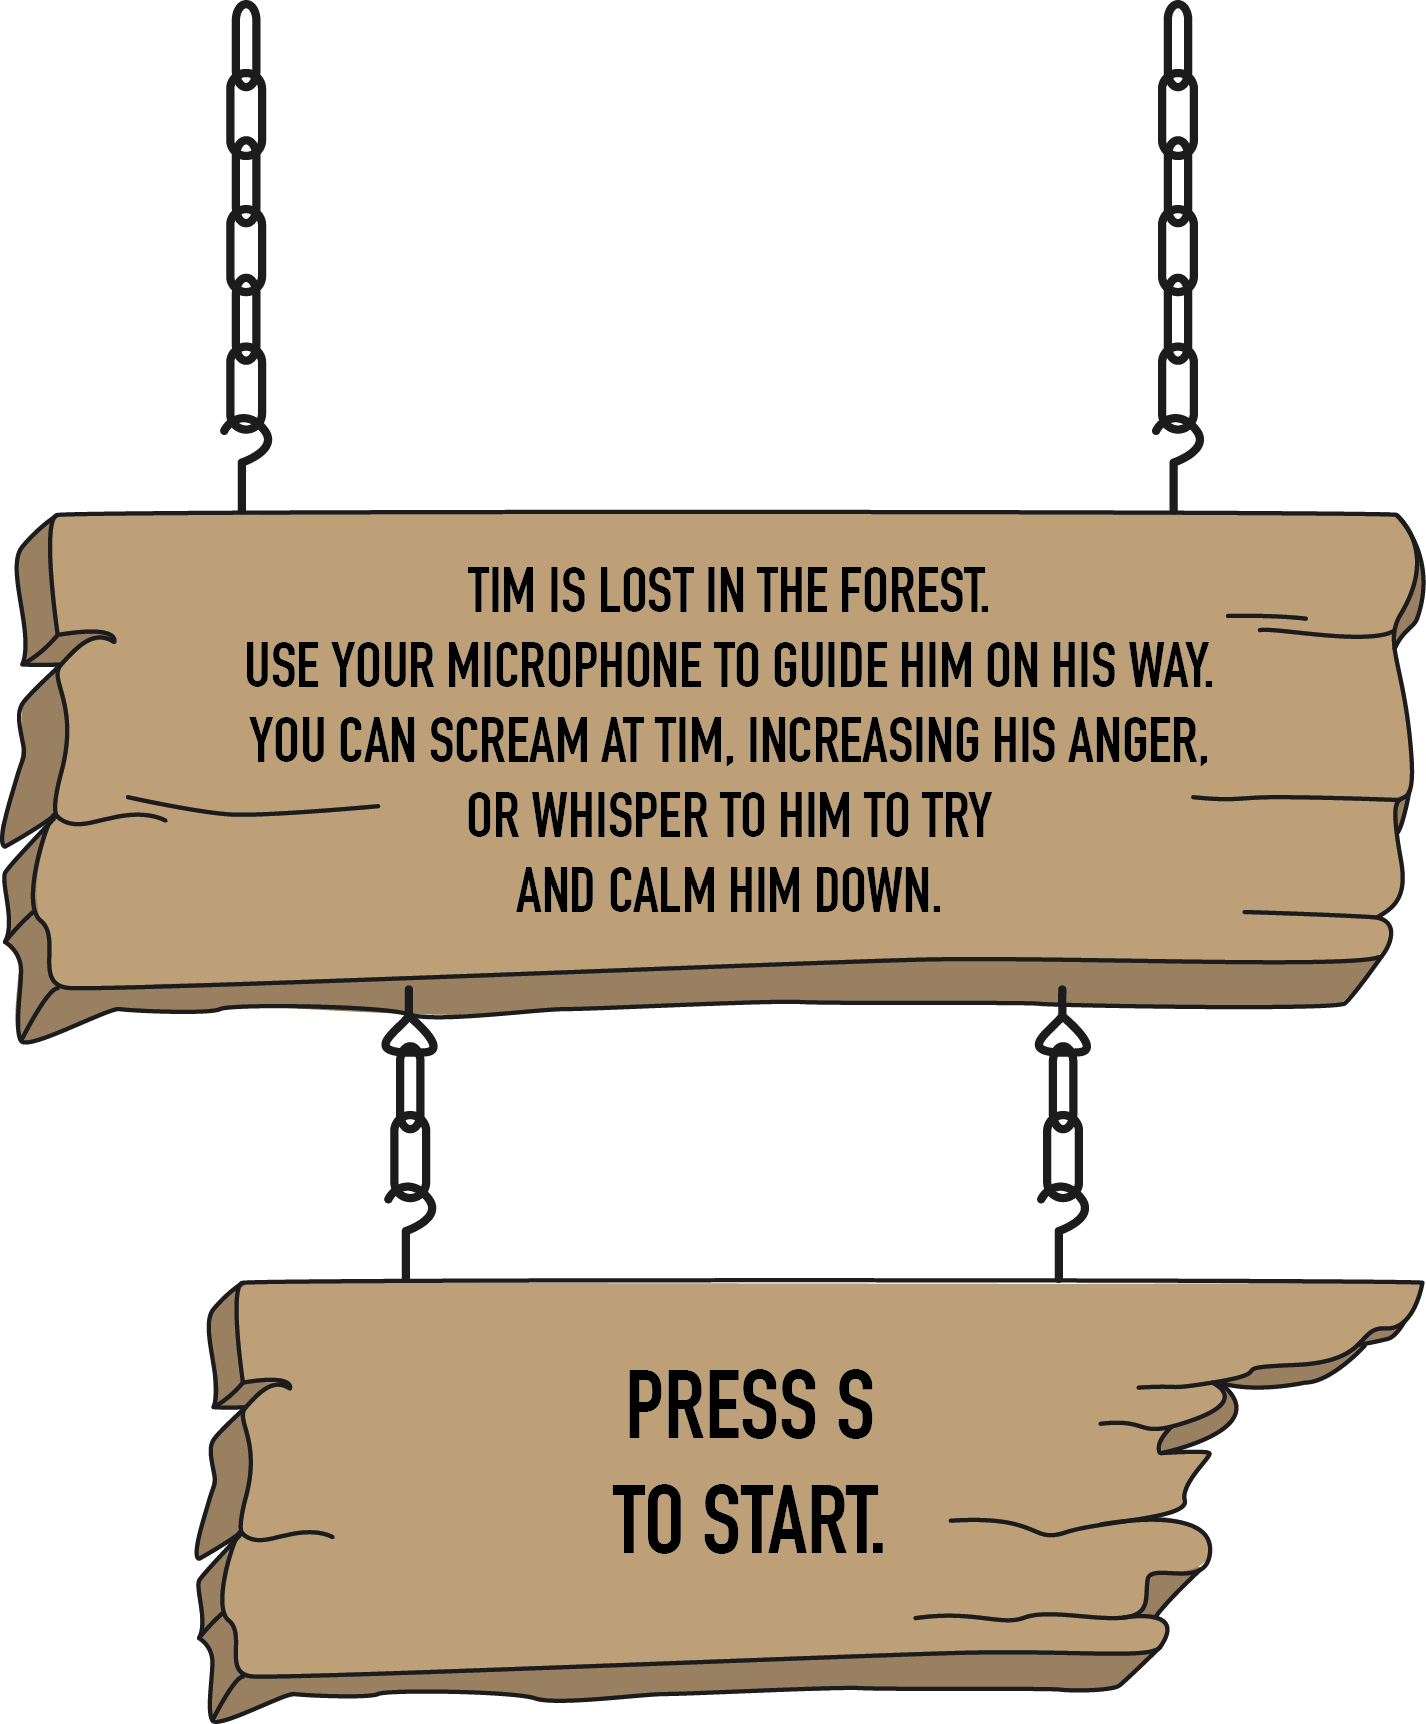 TIM IS LOST IN THE FOREST.
USE YOUR MICROPHONE TO GUIDE HIM ON HIS WAY.
YOU CAN SCREAM AT TIM, INCREASING HIS ANGER,
OR WHISPER TO HIM TO TRY
AND CALM HIM DOWN.
PRESS S
TO START.